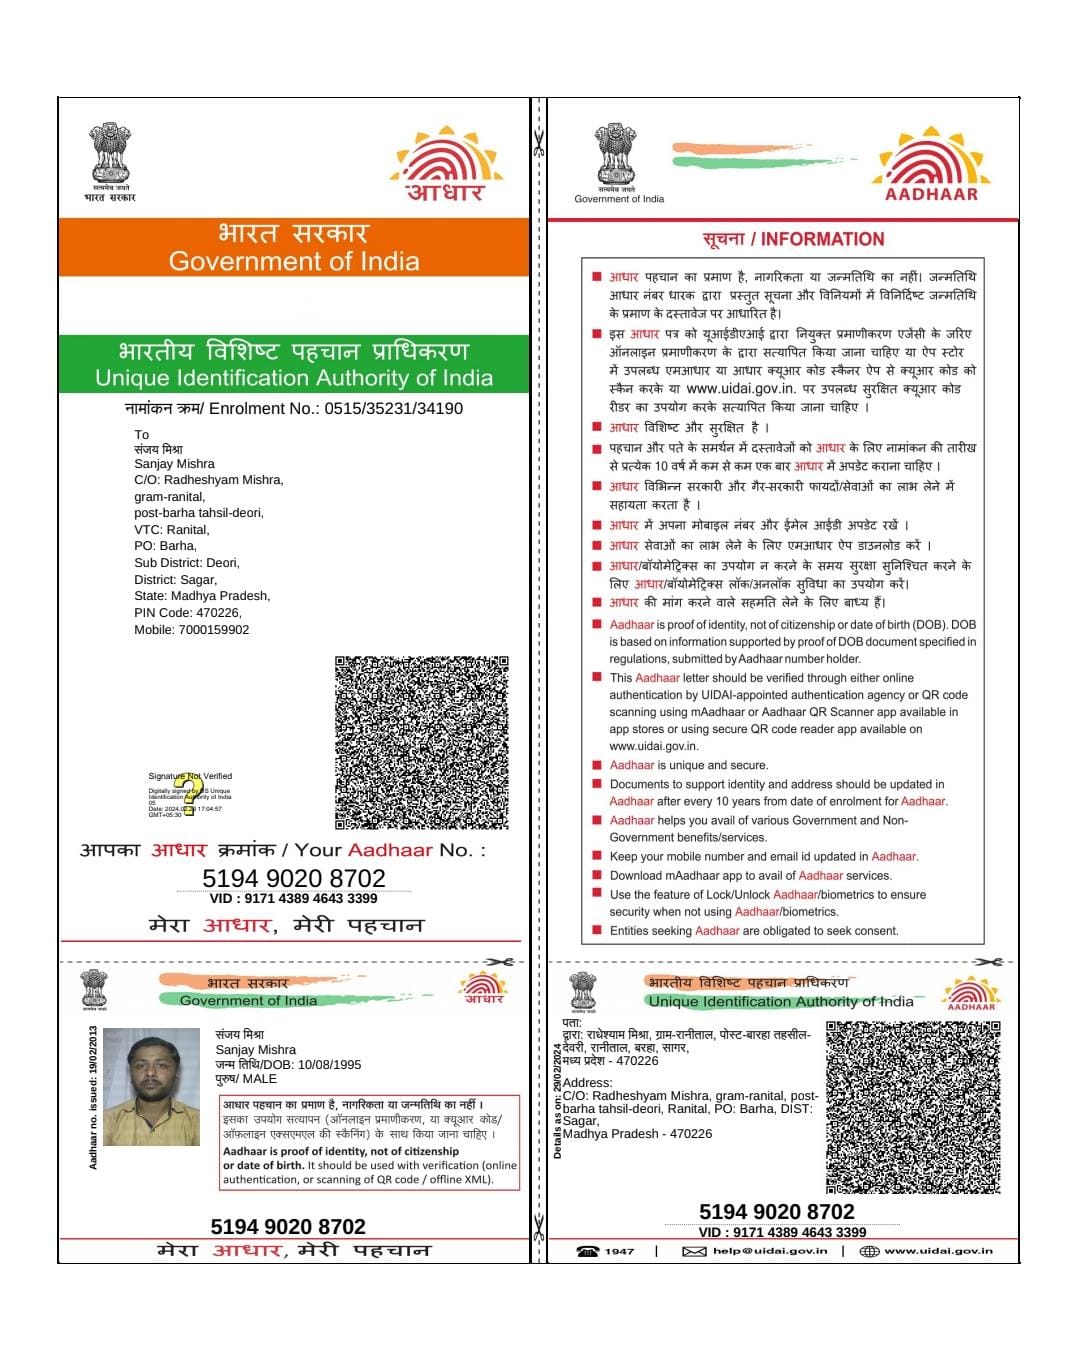 सत्यमेव जयते
भारत सरकार
आधार
भारत सरकार
Government of India
भारतीय विशिष्ट पहचान प्राधिकरण
Unique Identification Authority of India
नामांकन क्रम/ Enrolment No.: 0515/35231/34190
To
संजय मिश्रा
Sanjay Mishra
C/O: Radheshyam Mishra,
gram-ranital,
post-barha tahsil-deori,
VTC: Ranital,
PO: Barha,
Sub District: Deori,
District: Sagar,
State: Madhya Pradesh,
PIN Code: 470226,
Mobile: 7000159902
Signature Not Verified
Digitally signed by DS Unique
Identification Authority of India
05
Date: 2024 17:04:57
GMT+05:30
आपका आधार क्रमांक / Your Aadhaar No. :
5194 9020 8702
VID : 9171 4389 4643 3399
मेरा आधार, मेरी पहचान
सत्यमेव जयते
भारत सरकार
Government of India
आधार
Aadhaar no. issued: 19/02/2013
संजय मिश्रा
Sanjay Mishra
जन्म तिथि/DOB: 10/08/1995
पुरुष/ MALE
आधार पहचान का प्रमाण है, नागरिकता या जन्मतिथि का नहीं ।
इसका उपयोग सत्यापन (ऑनलाइन प्रमाणीकरण, या क्यूआर कोड/
ऑफ़लाइन एक्सएमएल की स्कैनिंग) के साथ किया जाना चाहिए ।
Aadhaar is proof of identity, not of citizenship
or date of birth. It should be used with verification (online
authentication, or scanning of QR code / offline XML).
5194 9020 8702
मेरा आधार, मेरी पहचान
सत्यमेव जयते
Government of India
AADHAAR
सूचना / INFORMATION
आधार पहचान का प्रमाण है, नागरिकता या जन्मतिथि का नहीं। जन्मतिथि
आधार नंबर धारक द्वारा प्रस्तुत सूचना और विनियमों में विनिर्दिष्ट जन्मतिथि
के प्रमाण के दस्तावेज पर आधारित है।
इस आधार पत्र को यूआईडीएआई द्वारा नियुक्त प्रमाणीकरण एजेंसी के जरिए
ऑनलाइन प्रमाणीकरण के द्वारा सत्यापित किया जाना चाहिए या ऐप स्टोर
में उपलब्ध एमआधार या आधार क्यूआर कोड स्कैनर ऐप से क्यूआर कोड को
स्कैन करके या www.uidai.gov.in. पर उपलब्ध सुरक्षित क्यूआर कोड
रीडर का उपयोग करके सत्यापित किया जाना चाहिए ।
आधार विशिष्ट और सुरक्षित है ।
पहचान और पते के समर्थन में दस्तावेजों को आधार के लिए नामांकन की तारीख
से प्रत्येक 10 वर्ष में कम से कम एक बार आधार में अपडेट कराना चाहिए ।
आधार विभिन्न सरकारी और गैर-सरकारी फायदों/सेवाओं का लाभ लेने में
सहायता करता है ।
आधार में अपना मोबाइल नंबर और ईमेल आईडी अपडेट रखें ।
आधार सेवाओं का लाभ लेने के लिए एमआधार ऐप डाउनलोड करें ।
आधार/बॉयोमेट्रिक्स का उपयोग न करने के समय सुरक्षा सुनिश्चित करने के
लिए आधार/बॉयोमेट्रिक्स लॉक/अनलॉक सुविधा का उपयोग करें।
आधार की मांग करने वाले सहमति लेने के लिए बाध्य हैं।
Aadhaar is proof of identity, not of citizenship or date of birth (DOB). DOB
is based on information supported by proof of DOB document specified in
regulations, submitted by Aadhaar number holder.
This Aadhaar letter should be verified through either online
authentication by UIDAI-appointed authentication agency or QR code
scanning using mAadhaar or Aadhaar QR Scanner app available in
app stores or using secure QR code reader app available on
www.uidai.gov.in.
Aadhaar is unique and secure.
Documents to support identity and address should be updated in
Aadhaar after every 10 years from date of enrolment for Aadhaar.
Aadhaar helps you avail of various Government and Non-
Government benefits/services.
Keep your mobile number and email id updated in Aadhaar.
Download mAadhaar app to avail of Aadhaar services.
Use the feature of Lock/Unlock Aadhaar/biometrics to ensure
security when not using Aadhaar/biometrics.
Entities seeking Aadhaar are obligated to seek consent.
सत्यमेव जयते
भारतीय विशिष्ट पहचान प्राधिकरण
Unique Identification Authority of India
AADHAAR
Details as on: 29/02/2024
पता:
द्वारा: राधेश्याम मिश्रा, ग्राम-रानीताल, पोस्ट-बारहा तहसील-
देवरी, रानीताल, बरहा, सागर,
मध्य प्रदेश - 470226
Address:
C/O: Radheshyam Mishra, gram-ranital, post-
barha tahsil-deori, Ranital, PO: Barha, DIST:
Sagar,
Madhya Pradesh - 470226
5194 9020 8702
VID : 9171 4389 4643 3399
1947 | help@uidai.gov.in | www.uidai.gov.in